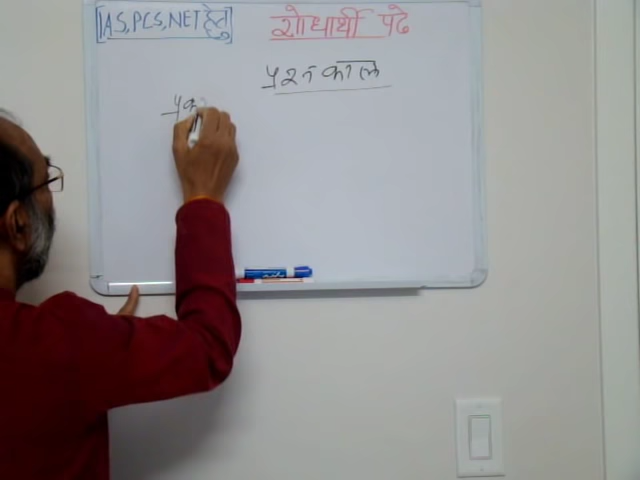 [IAS, PCS, NET हेतु]
शोधार्थी पढे
प्रश्न काल